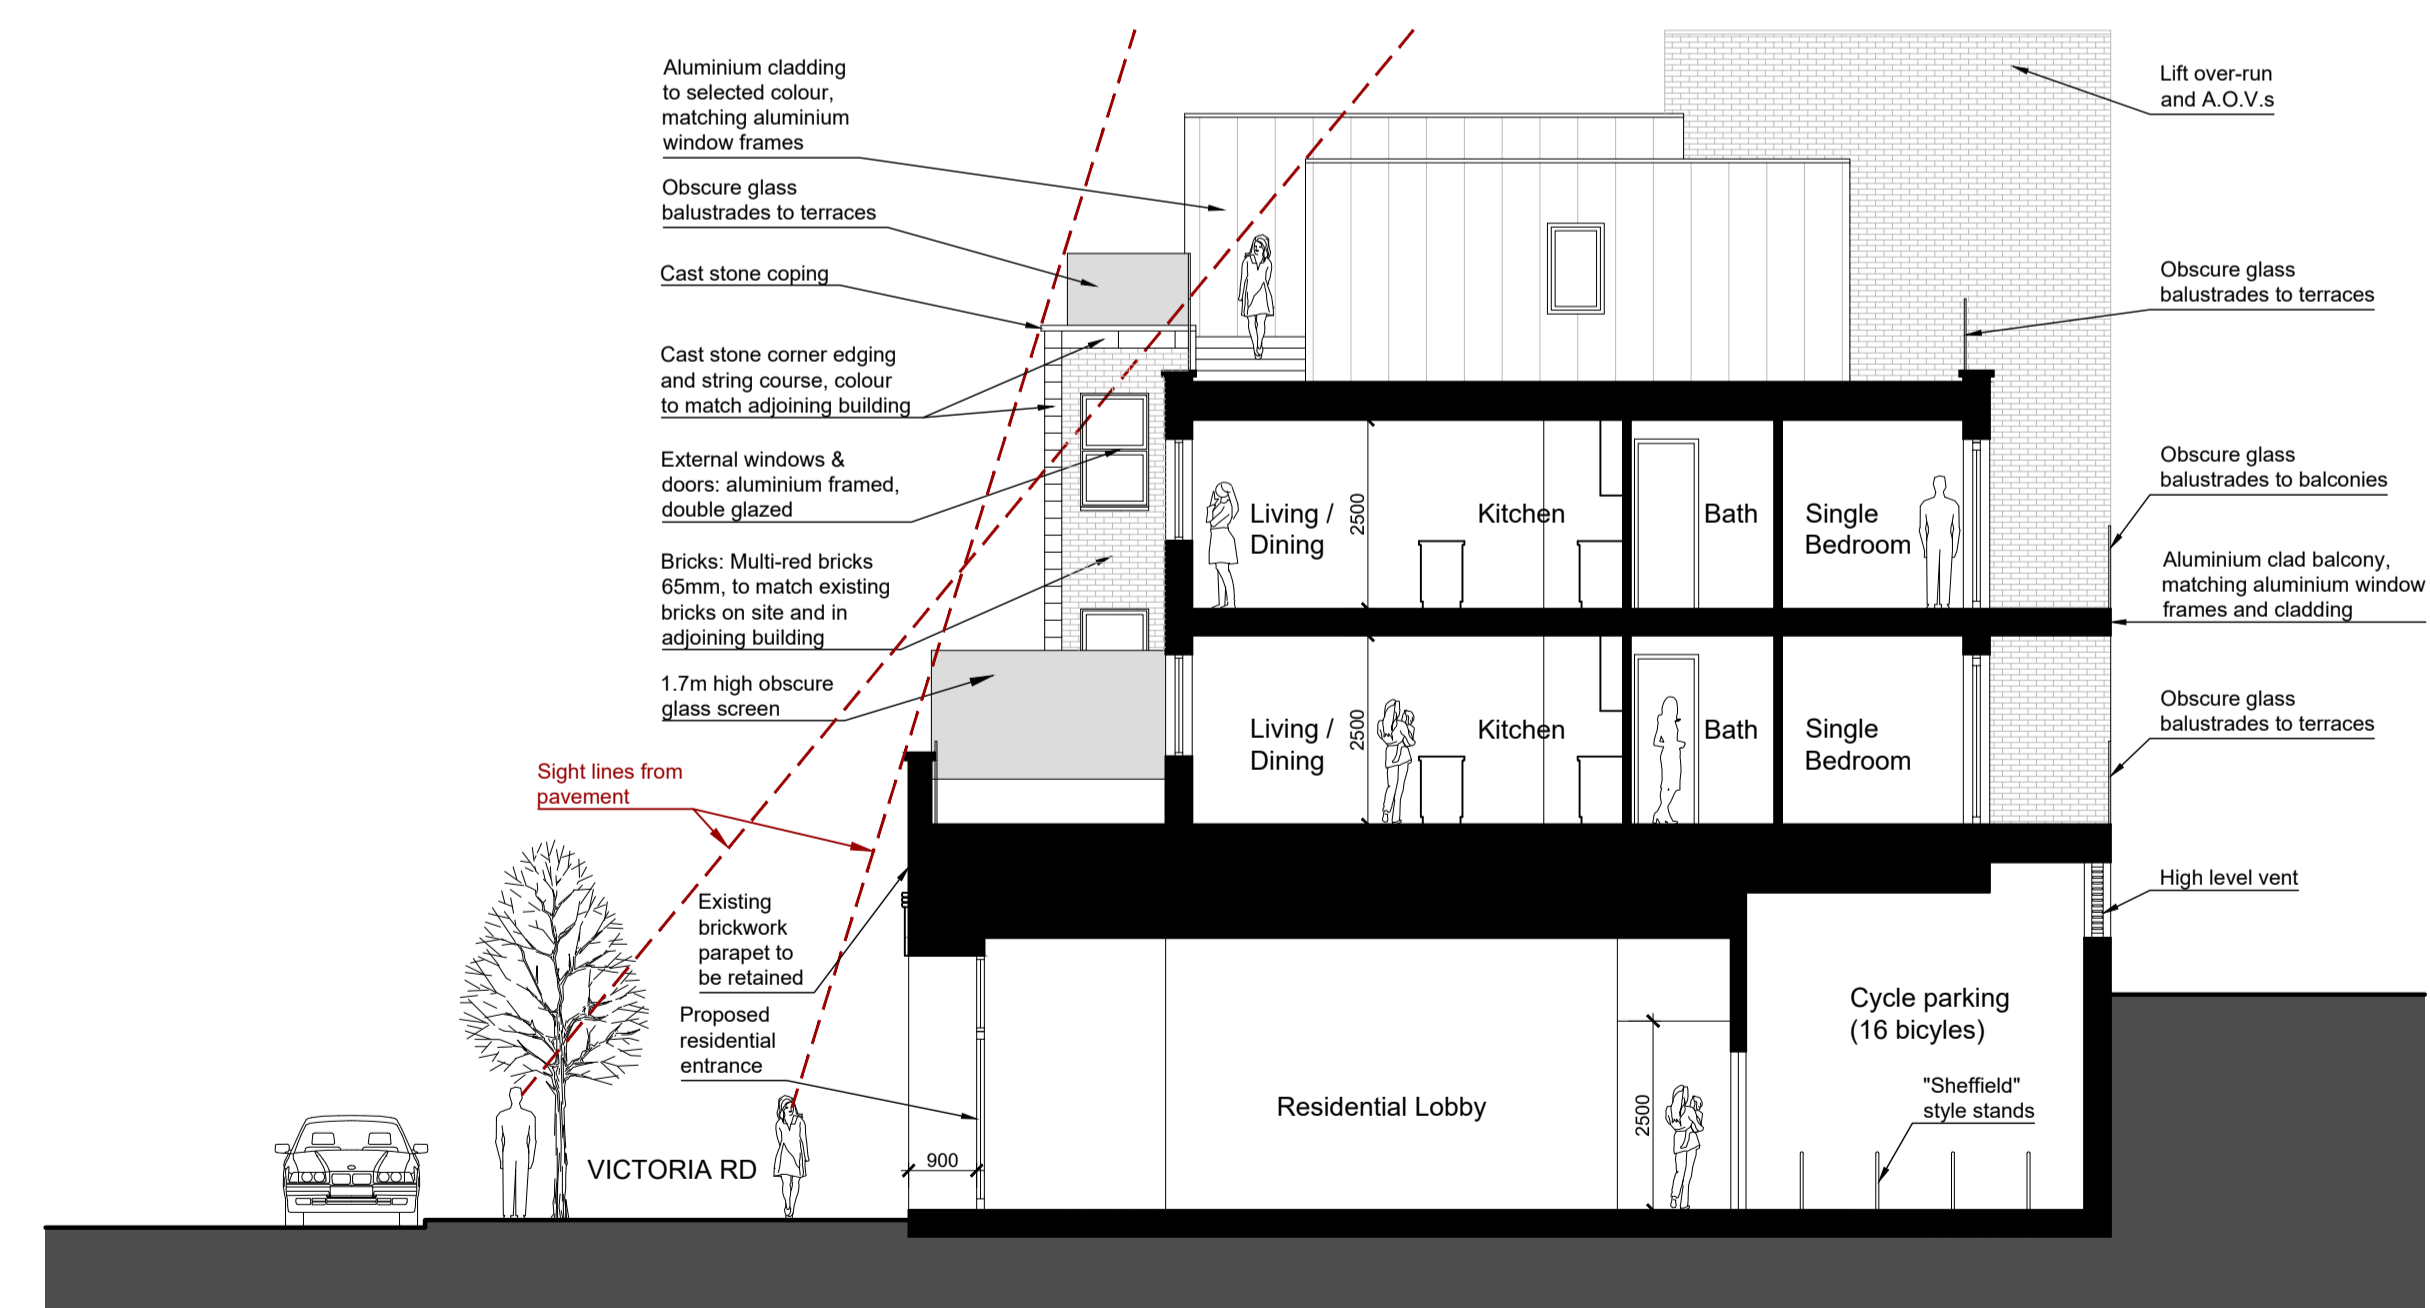 Aluminium cladding
to selected colour,
matching aluminium
window frames
Obscure glass
balustrades to terraces
Cast stone coping
Cast stone corner edging
and string course, colour
to match adjoining building
External windows &
doors: aluminium framed,
double glazed
Bricks: Multi-red bricks
65mm, to match existing
bricks on site and in
adjoining building
1.7m high obscure
glass screen
Sight lines from
pavement
Existing
brickwork
parapet to
be retained
Proposed
residential
entrance
VICTORIA RD
900
Living /
Dining
2500
Kitchen
Bath
Single
Bedroom
Living /
Dining
2500
Kitchen
Bath
Single
Bedroom
Residential Lobby
2500
Cycle parking
(16 bicyles)
"Sheffield"
style stands
Lift over-run
and A.O.V.s
Obscure glass
balustrades to terraces
Obscure glass
balustrades to balconies
Aluminium clad balcony,
matching aluminium window
frames and cladding
Obscure glass
balustrades to terraces
High level vent